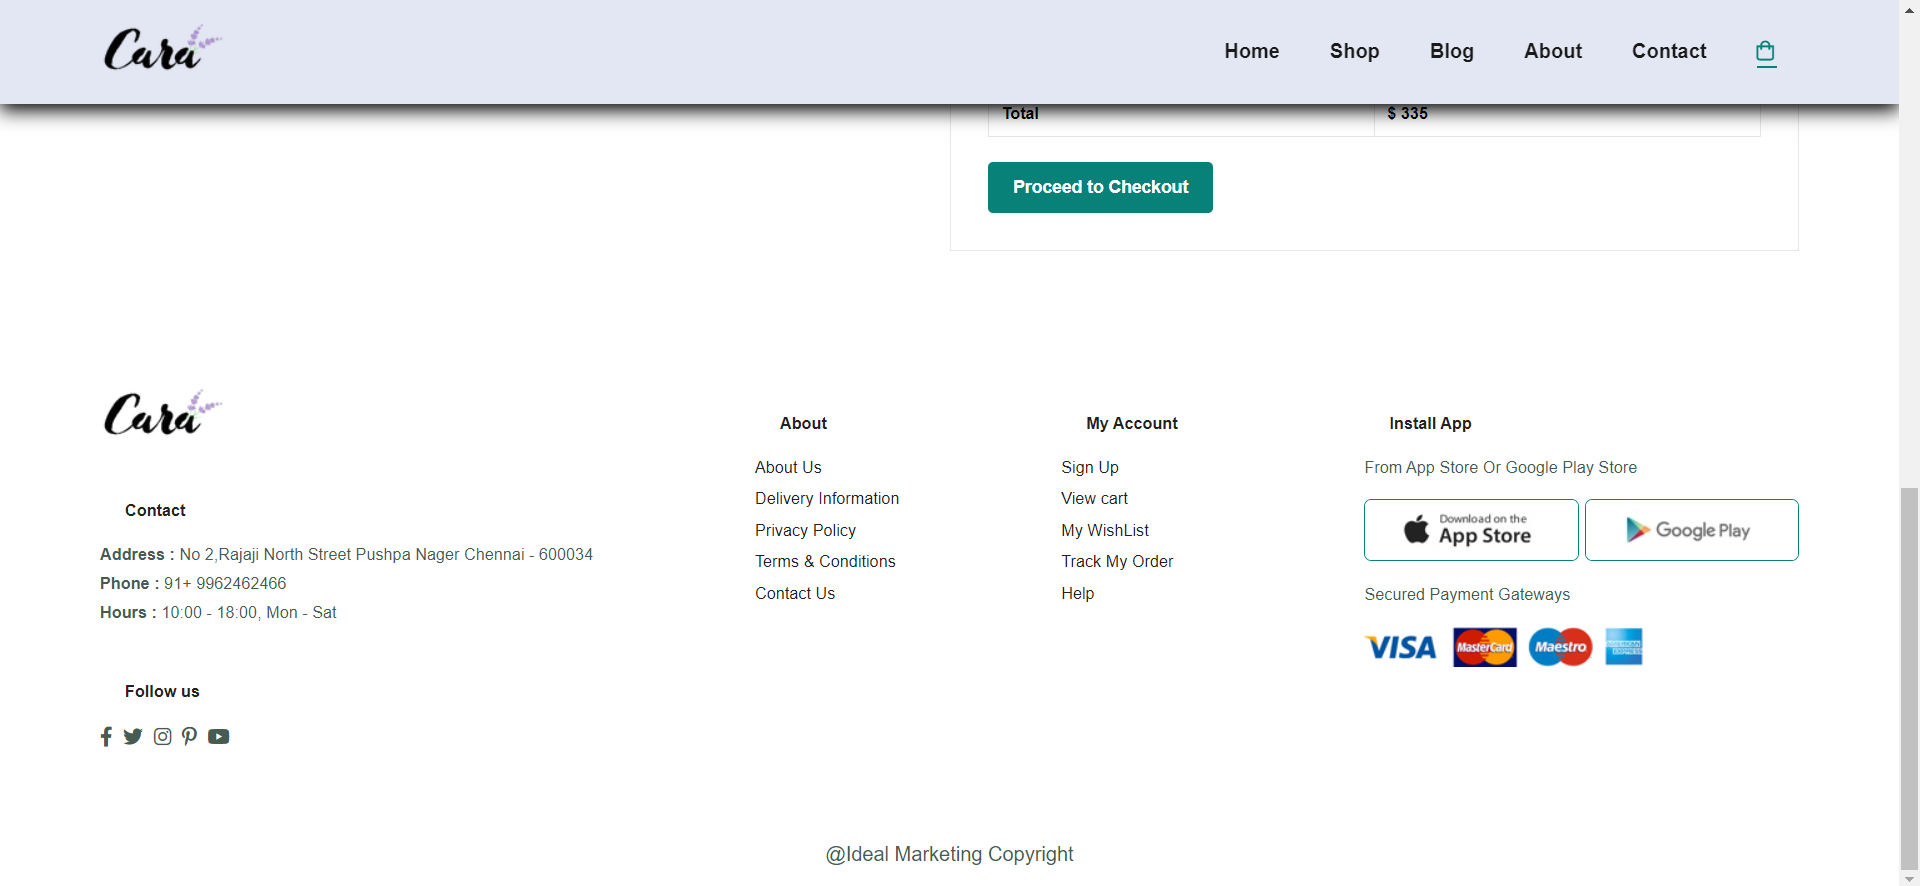 Cara
Home Shop Blog About Contact
Total $ 335
Proceed to Checkout
Cara
Contact
Address : No 2,Rajaji North Street Pushpa Nager Chennai - 600034
Phone : 91+ 9962462466
Hours : 10:00 - 18:00, Mon - Sat
Follow us
About
About Us
Delivery Information
Privacy Policy
Terms & Conditions
Contact Us
My Account
Sign Up
View cart
My WishList
Track My Order
Help
Install App
From App Store Or Google Play Store
Download on the
App Store
Google Play
Secured Payment Gateways
VISA MasterCard Maestro AMERICAN EXPRESS
@Ideal Marketing Copyright